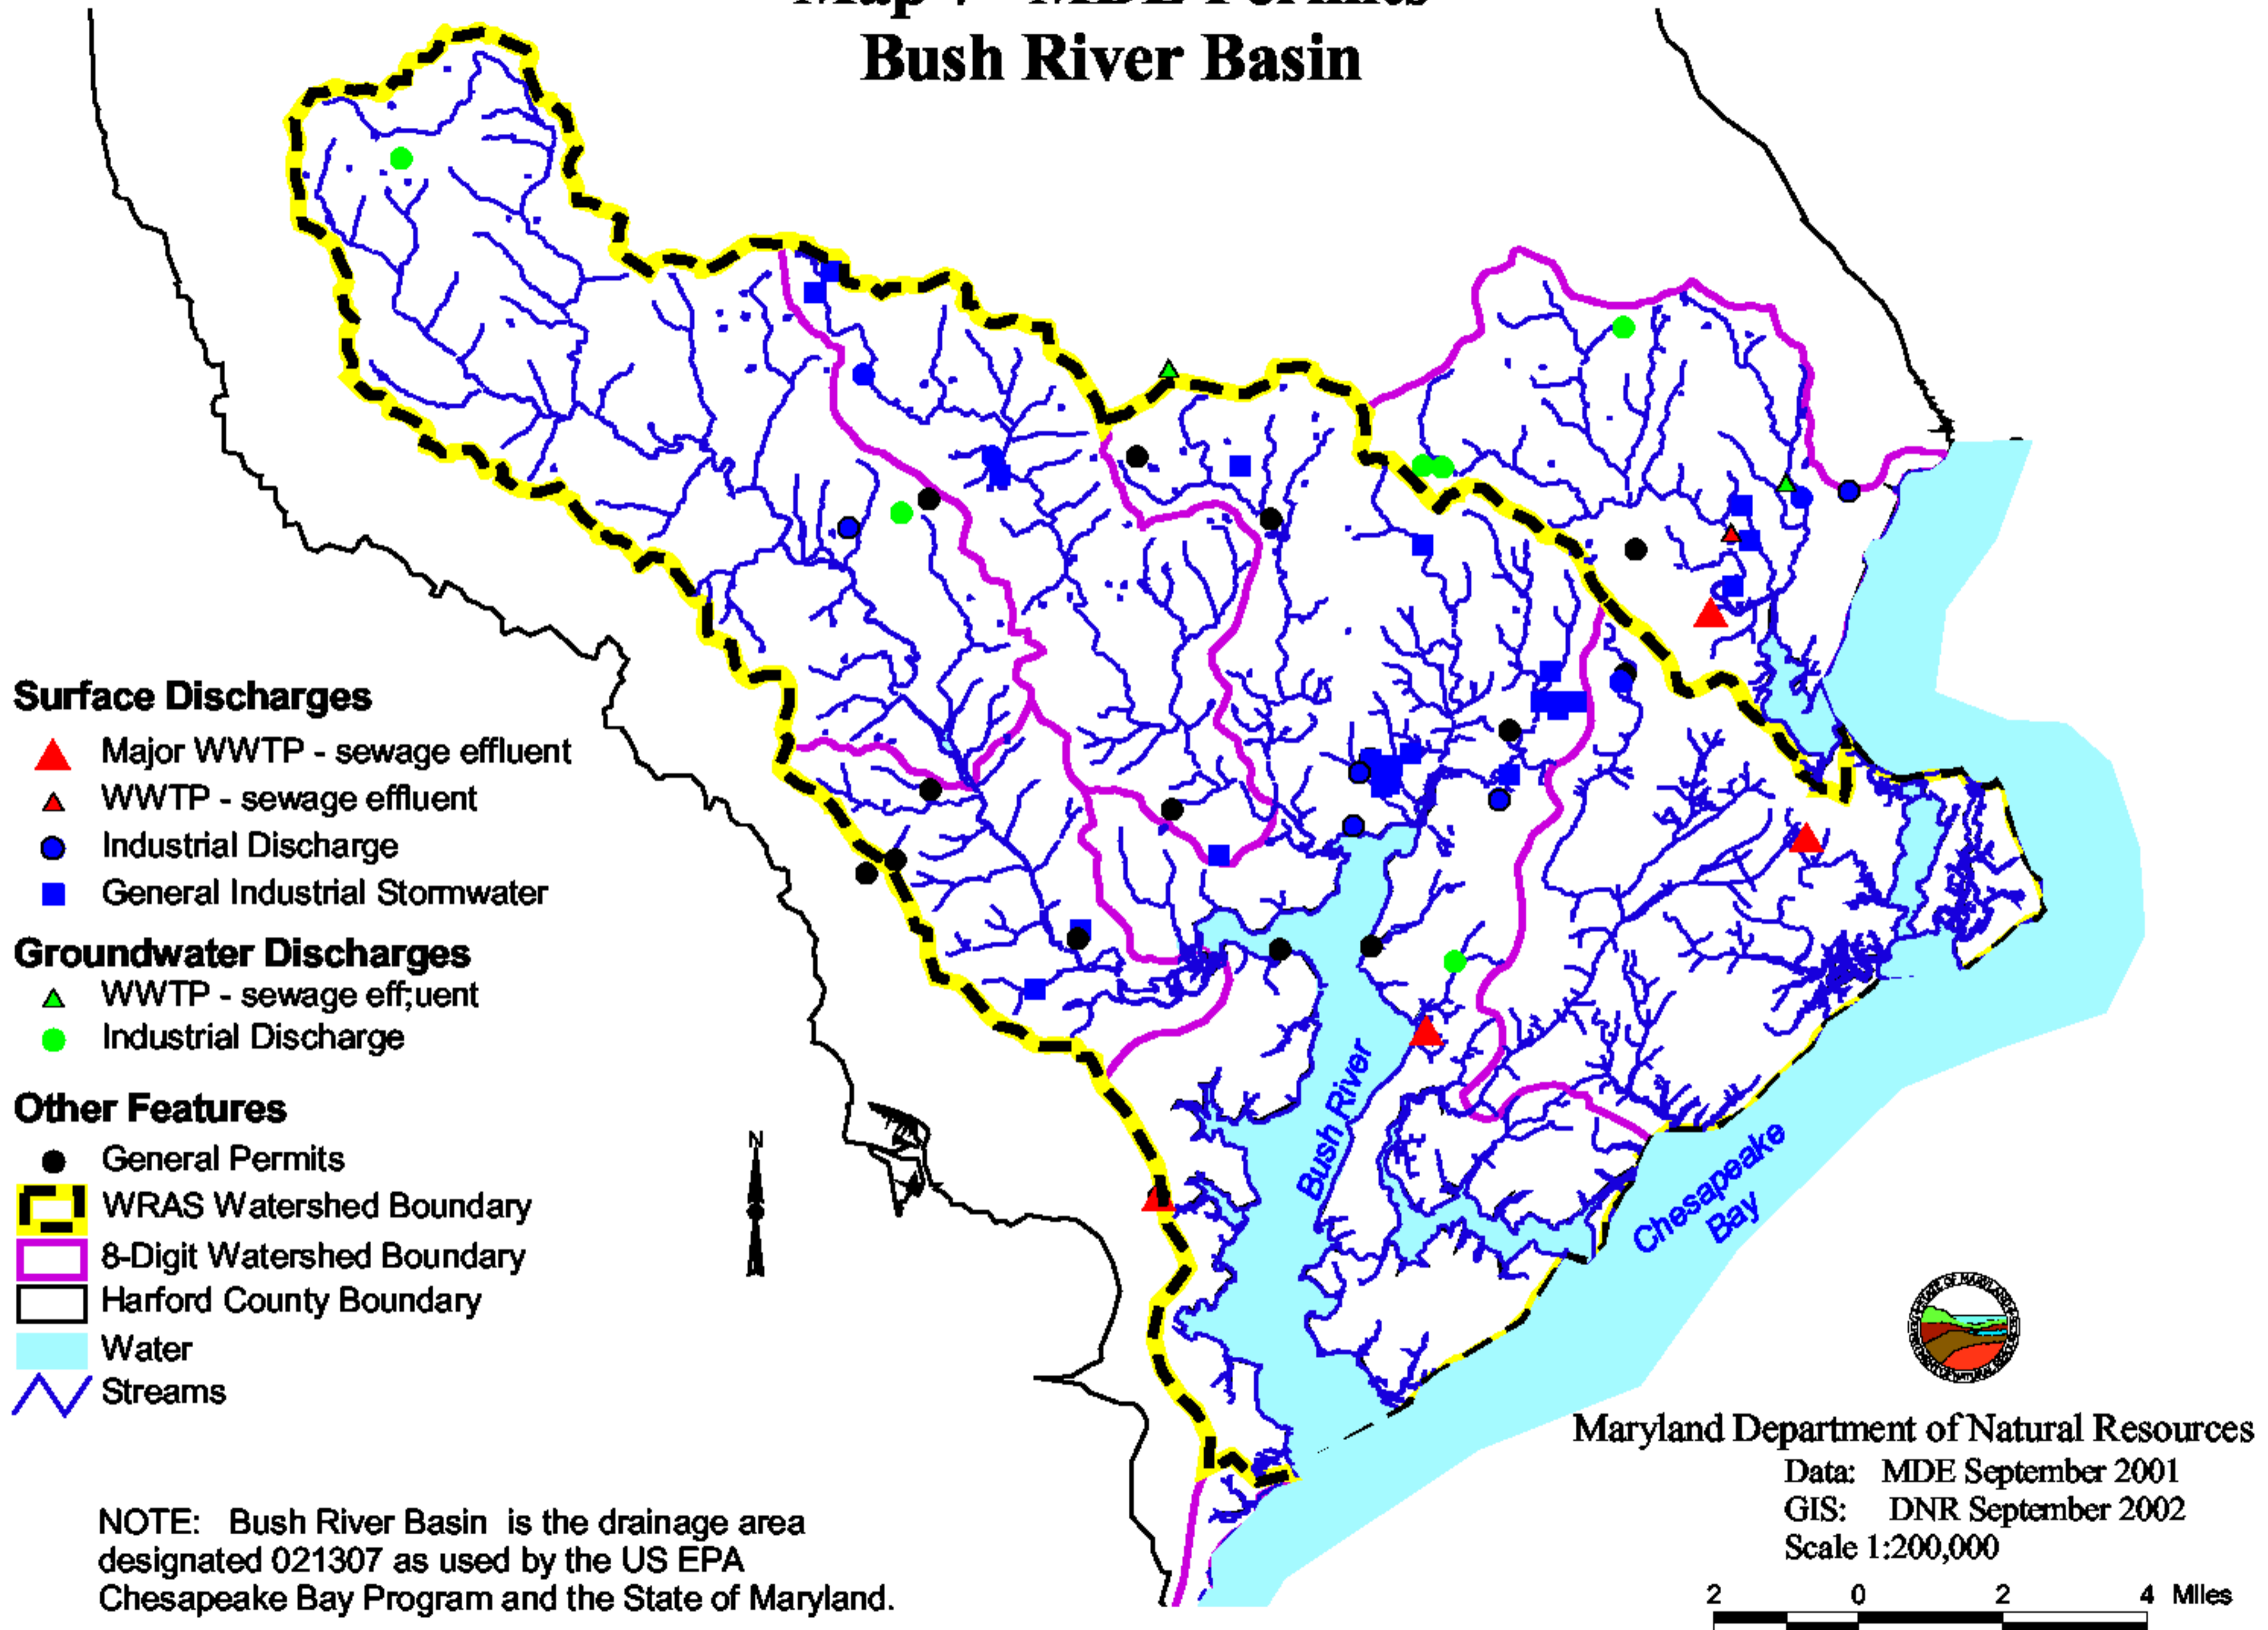 Bush River Basin
Surface Discharges
Major WWTP - sewage effluent
WWTP - sewage effluent
Industrial Discharge
General Industrial Stormwater
Groundwater Discharges
WWTP - sewage eff;uent
Industrial Discharge
Other Features
General Permits
WRAS Watershed Boundary
8-Digit Watershed Boundary
Harford County Boundary
Water
Streams
N
Bush River
Chesapeake
Bay
Maryland Department of Natural Resources
Data: MDE September 2001
GIS: DNR September 2002
Scale 1:200,000
2 0 2 4 Miles
NOTE: Bush River Basin is the drainage area
designated 021307 as used by the US EPA
Chesapeake Bay Program and the State of Maryland.